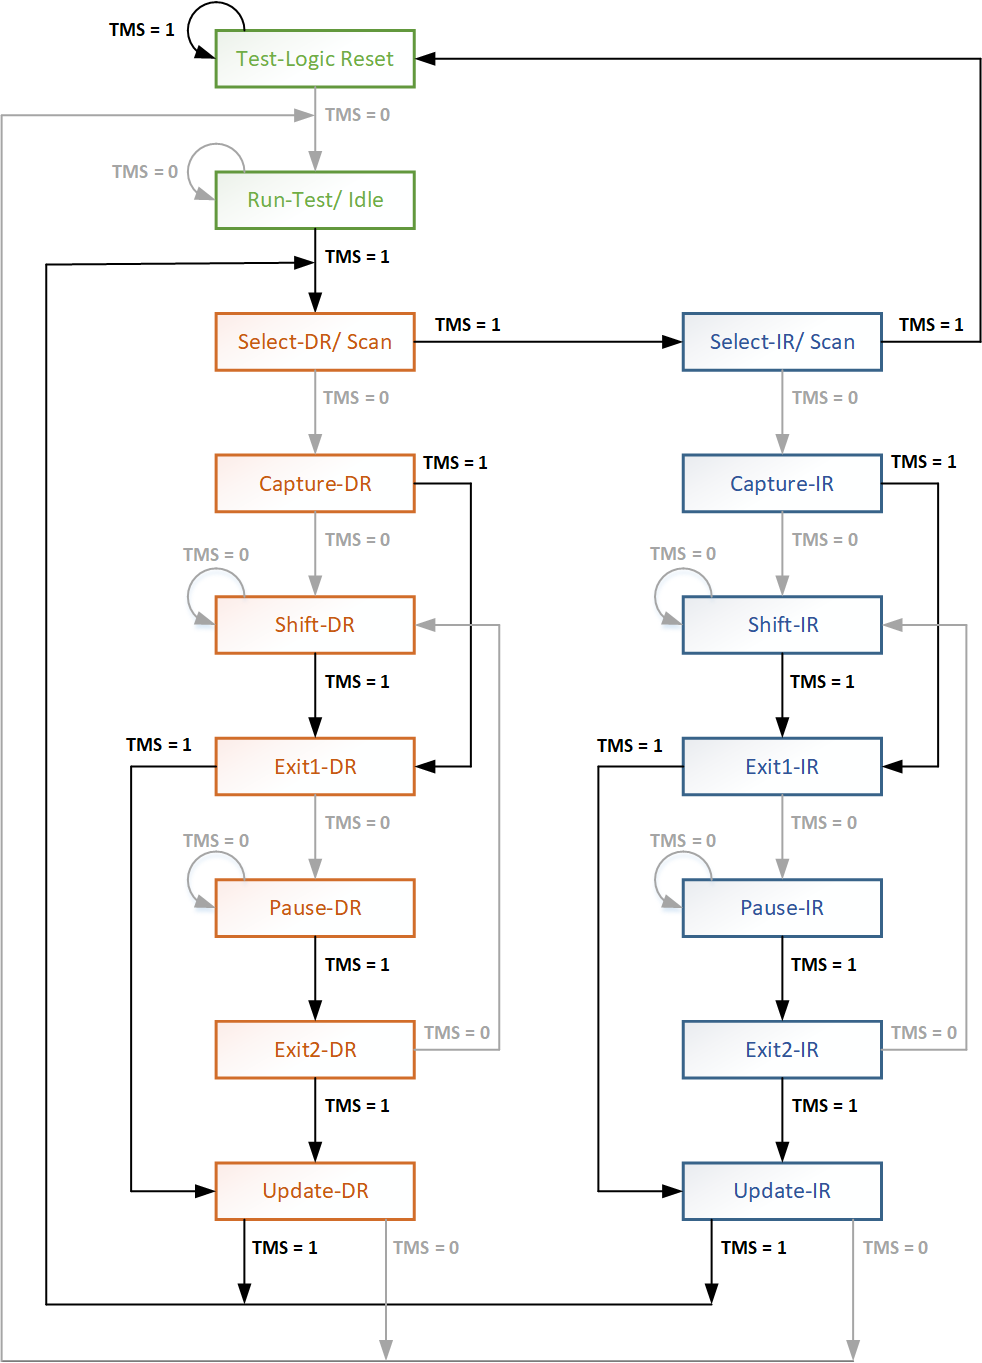 TMS = 1
Test-Logic Reset
TMS = 0
TMS = 0
Run-Test/ Idle
TMS = 1
TMS = 1
TMS = 1
Select-DR/ Scan
Select-IR/ Scan
TMS = 0
TMS = 0
TMS = 1
TMS = 1
Capture-DR
Capture-IR
TMS = 0
TMS = 0
TMS = 0
TMS = 0
Shift-DR
Shift-IR
TMS = 1
TMS = 1
TMS = 1
TMS = 1
Exit1-DR
Exit1-IR
TMS = 0
TMS = 0
TMS = 0
TMS = 0
Pause-DR
Pause-IR
TMS = 1
TMS = 1
TMS = 0
TMS = 0
Exit2-DR
Exit2-IR
TMS = 1
TMS = 1
Update-DR
Update-IR
TMS = 1
TMS = 0
TMS = 1
TMS = 0